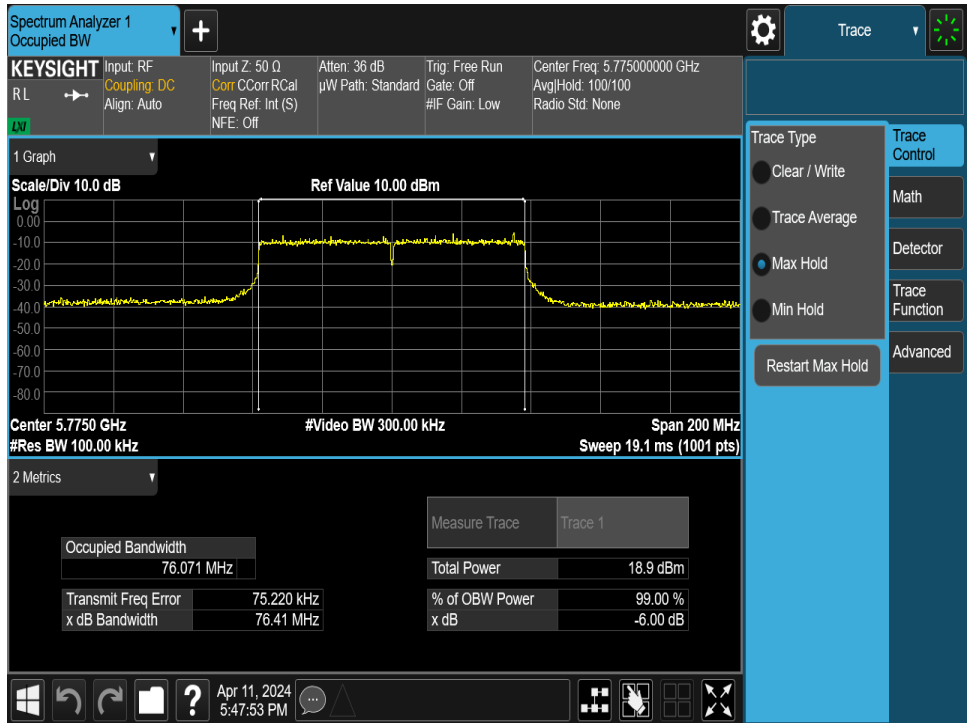 Spectrum Analyzer 1
Occupied BW
+
Trace
KEYSIGHT
R L
LXI
Input: RF
Coupling: DC
Align: Auto
Input Z: 50 Ω
Corr CCorr RCal
Freq Ref: Int (S)
NFE: Off
Atten: 36 dB
µW Path: Standard
Trig: Free Run
Gate: Off
#IF Gain: Low
Center Freq: 5.775000000 GHz
Avg|Hold: 100/100
Radio Std: None
1 Graph
Scale/Div 10.0 dB
Ref Value 10.00 dBm
Log
0.00
-10.0
-20.0
-30.0
-40.0
-50.0
-60.0
-70.0
-80.0
Center 5.7750 GHz
#Video BW 300.00 kHz
Span 200 MHz
#Res BW 100.00 kHz
Sweep 19.1 ms (1001 pts)
2 Metrics
Measure Trace
Trace 1
Occupied Bandwidth
76.071 MHz
Total Power
18.9 dBm
Transmit Freq Error
75.220 kHz
% of OBW Power
99.00 %
x dB Bandwidth
76.41 MHz
x dB
-6.00 dB
Trace Type
Clear / Write
Trace Average
Max Hold
Min Hold
Restart Max Hold
Trace
Control
Math
Detector
Trace
Function
Advanced
?
Apr 11, 2024
5:47:53 PM